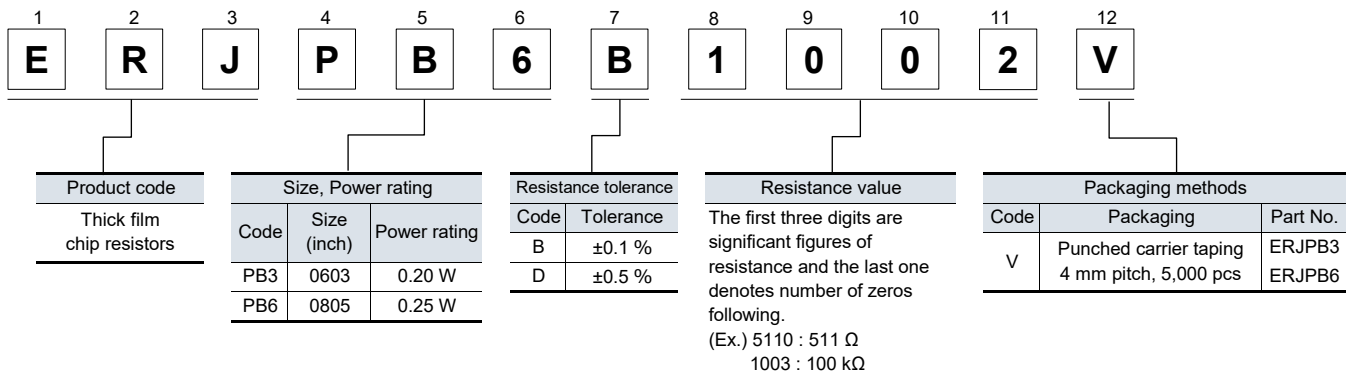 1 2 3 4 5 6 7 8 9 10 11 12
E R J P B 6 B 1 0 0 2 V
Product code
Thick film
chip resistors
Size, Power rating
Code Size (inch) Power rating
PB3 0603 0.20 W
PB6 0805 0.25 W
Resistance tolerance
Code Tolerance
B ±0.1 %
D ±0.5 %
Resistance value
The first three digits are
significant figures of
resistance and the last one
denotes number of zeros
following.
(Ex.) 5110 : 511 Ω
1003 : 100 kΩ
Packaging methods
Code Packaging Part No.
V Punched carrier taping ERJPB3
4 mm pitch, 5,000 pcs ERJPB6